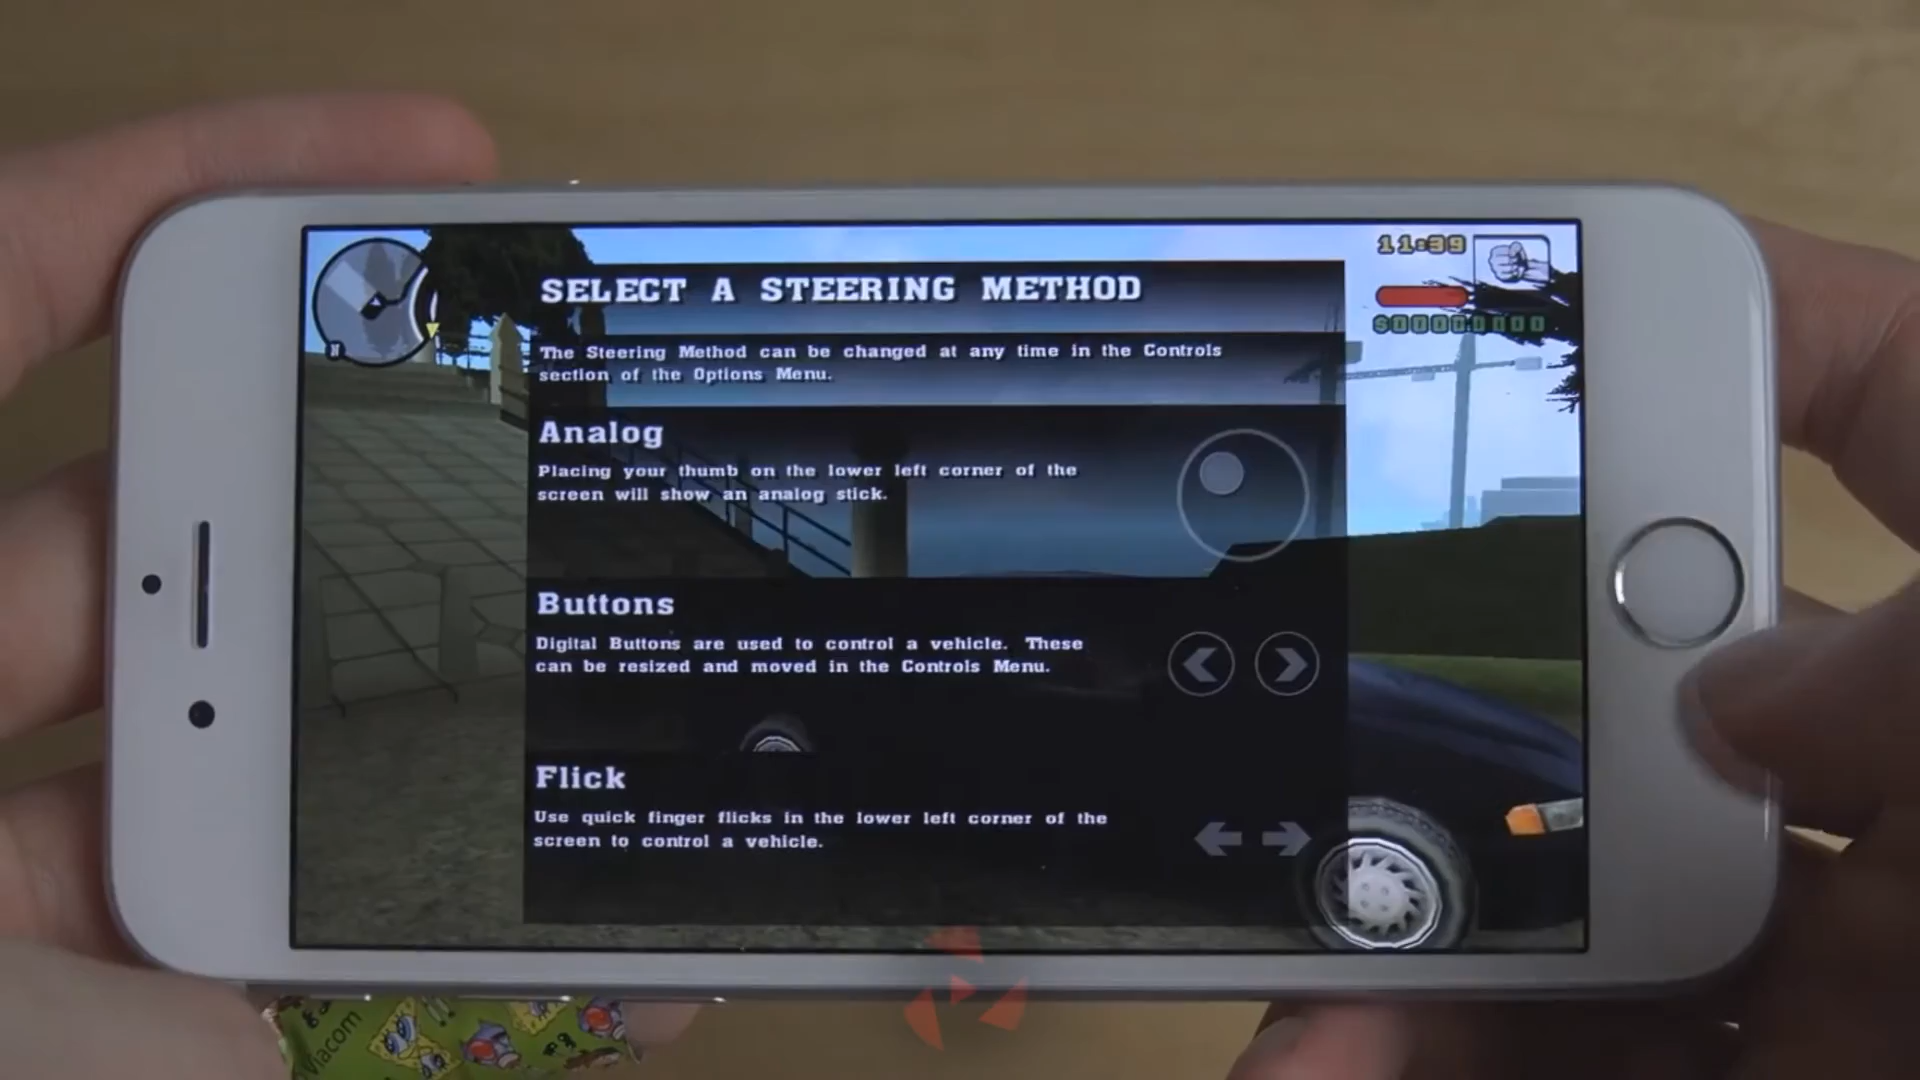 11:39
$00000000
N
SELECT A STEERING METHOD
The Steering Method can be changed at any time in the Controls
section of the Options Menu.
Analog
Placing your thumb on the lower left corner of the
screen will show an analog stick.
Buttons
Digital Buttons are used to control a vehicle. These
can be resized and moved in the Controls Menu.
Flick
Use quick finger flicks in the lower left corner of the
screen to control a vehicle.
viacom